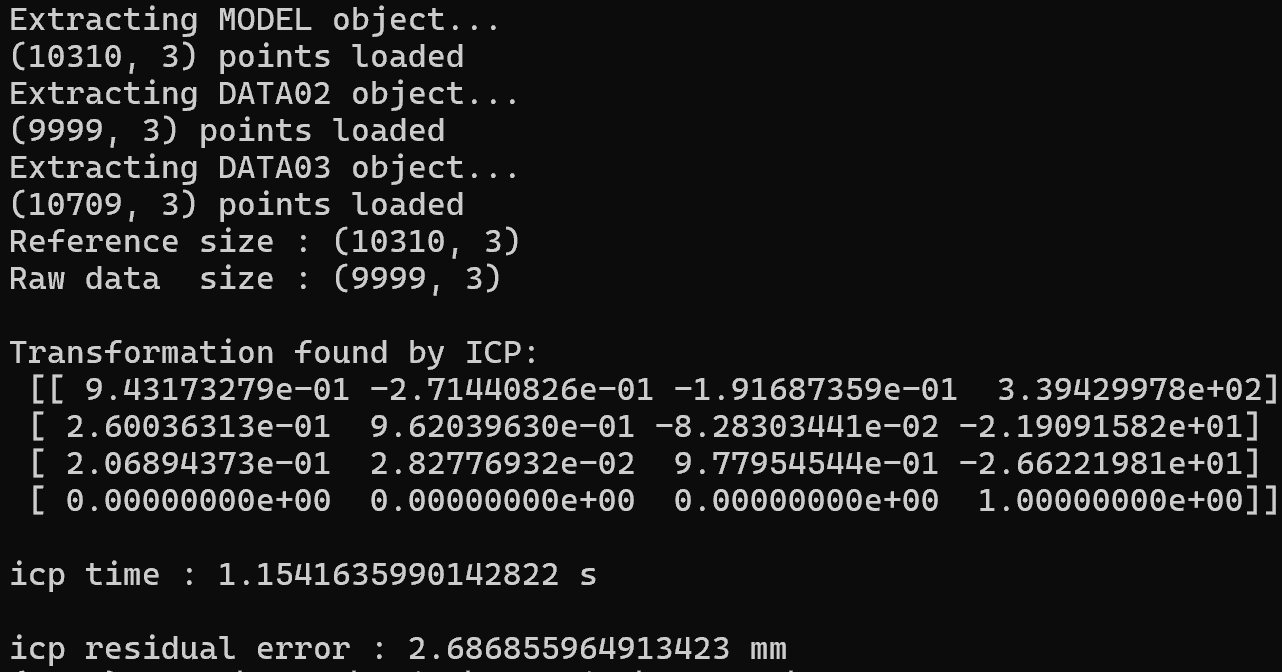 Extracting MODEL object...
(10310, 3) points loaded
Extracting DATA02 object...
(9999, 3) points loaded
Extracting DATA03 object...
(10709, 3) points loaded
Reference size : (10310, 3)
Raw data  size : (9999, 3)
Transformation found by ICP:
[[ 9.43173279e-01 -2.71440826e-01 -1.91687359e-01  3.39429978e+02]
[ 2.60036313e-01  9.62039630e-01 -8.28303441e-02 -2.19091582e+01]
[ 2.06894373e-01  2.82776932e-02  9.77954544e-01 -2.66221981e+01]
[ 0.00000000e+00  0.00000000e+00  0.00000000e+00  1.00000000e+00]]
icp time : 1.1541635990142822 s
icp residual error : 2.686855964913423 mm